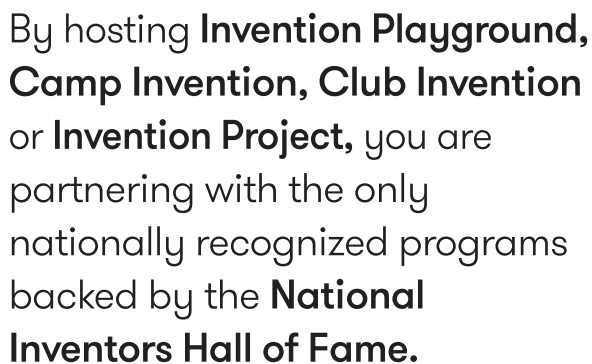 By hosting Invention Playground,
Camp Invention, Club Invention
or Invention Project, you are
partnering with the only
nationally recognized programs
backed by the National
Inventors Hall of Fame.